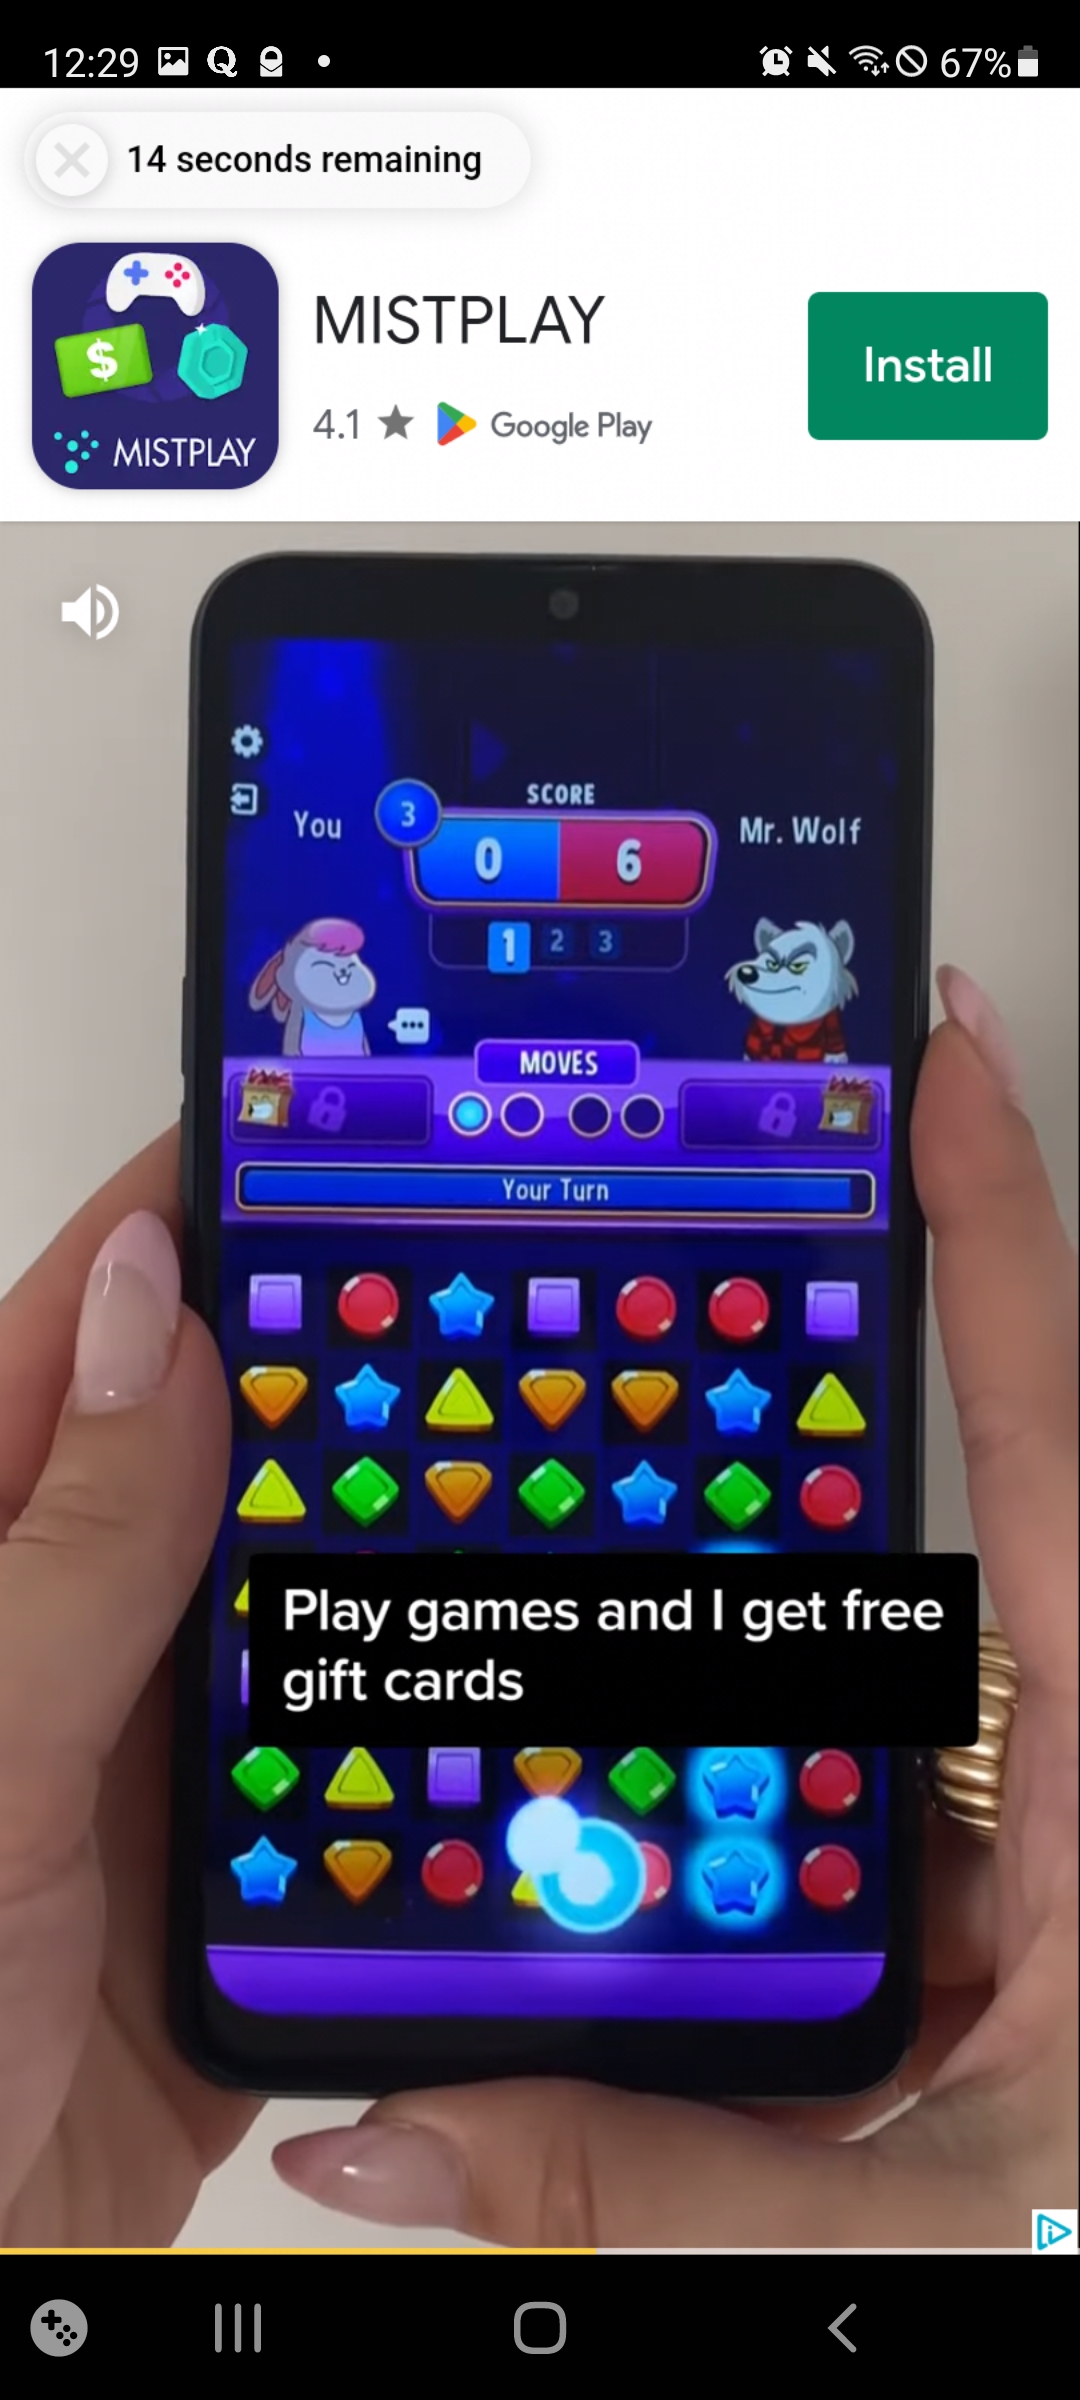 12:29
67%
14 seconds remaining
MISTPLAY
Install
4.1
Google Play
$
MISTPLAY
SCORE
You
3
0
6
Mr. Wolf
1 2 3
MOVES
Your Turn
Play games and I get free
gift cards